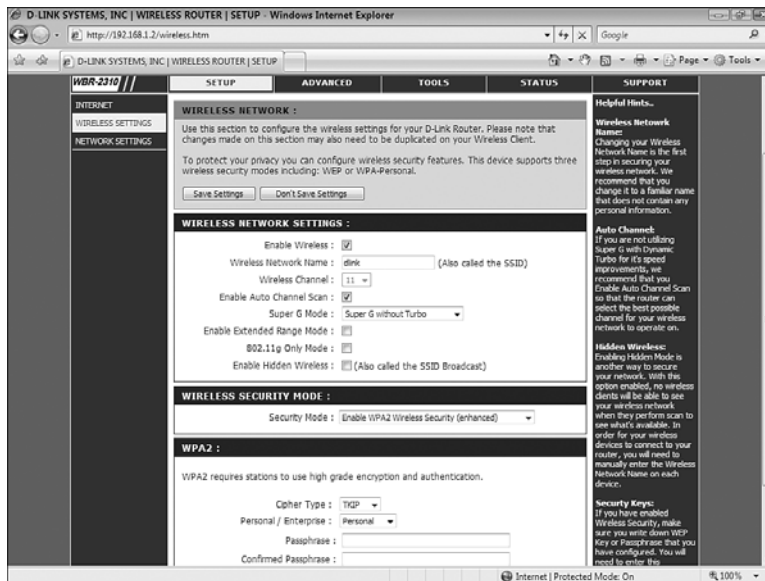 D-LINK SYSTEMS, INC | WIRELESS ROUTER | SETUP - Windows Internet Explorer
http://192.168.1.2/wireless.htm
Google
D-LINK SYSTEMS, INC | WIRELESS ROUTER | SETUP
Page
Tools
WBR-2310
SETUP
ADVANCED
TOOLS
STATUS
SUPPORT
INTERNET
WIRELESS SETTINGS
NETWORK SETTINGS
WIRELESS NETWORK :
Use this section to configure the wireless settings for your D-Link Router. Please note that
changes made on this section may also need to be duplicated on your Wireless Client.
To protect your privacy you can configure wireless security features. This device supports three
wireless security modes including: WEP or WPA-Personal.
Save Settings
Don't Save Settings
WIRELESS NETWORK SETTINGS :
Enable Wireless :
Wireless Network Name : dlink (Also called the SSID)
Wireless Channel : 11
Enable Auto Channel Scan :
Super G Mode : Super G without Turbo
Enable Extended Range Mode :
802.11g Only Mode :
Enable Hidden Wireless : (Also called the SSID Broadcast)
WIRELESS SECURITY MODE :
Security Mode : Enable WPA2 Wireless Security (enhanced)
WPA2 :
WPA2 requires stations to use high grade encryption and authentication.
Cipher Type : TKIP
Personal / Enterprise : Personal
Passphrase :
Confirmed Passphrase :
Helpful Hints..
Wireless Netowrk
Name:
Changing your Wireless
Network Name is the first
step in securing your
wireless network. We
recommend that you
change it to a familiar name
that does not contain any
personal information.
Auto Channel:
If you are not utilizing
Super G with Dynamic
Turbo for it's speed
improvements, we
recommend that you
Enable Auto Channel Scan
so that the router can
select the best possible
channel for your wireless
network to operate on.
Hidden Wireless:
Enabling Hidden Mode is
another way to secure
your network. With this
option enabled, no wireless
clients will be able to see
your wireless network
when they perform scan to
see what's available. In
order for your wireless
devices to connect to your
router, you will need to
manually enter the Wireless
Network Name on each
device.
Securty Keys:
If you have enabled
Wireless Security, make
sure you write down WEP
Key or Passphrase that you
have configured. You will
need to enter this
Internet | Protected Mode: On
100%